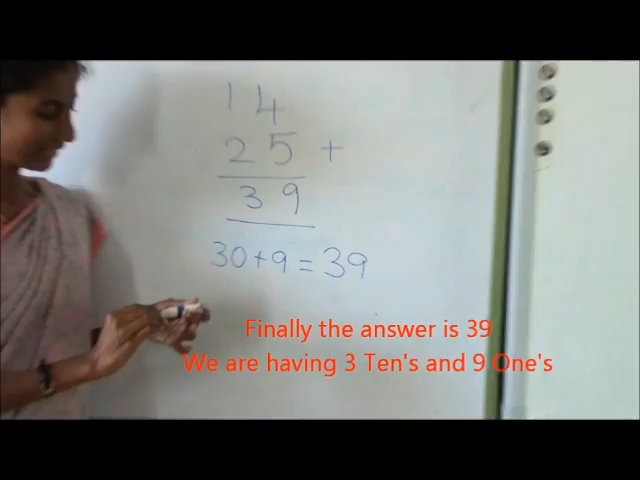 14
25 +
39
30+9=39
Finally the answer is 39
We are having 3 Ten's and 9 One's